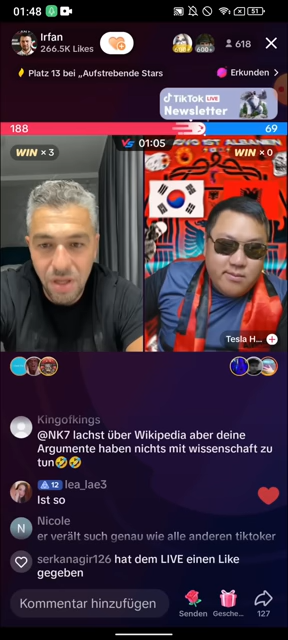 01:48
51
Irfan
266.5K Likes
600+
618
Platz 13 bei „Aufstrebende Stars
Erkunden >
TikTok LIVE
Newsletter
188
69
WIN × 3
VS 01:05
WIN × 0
Tesla H...
Kingofkings
@NK7 lachst über Wikipedia aber deine
Argumente haben nichts mit wissenschaft zu
tun🤣🤣
12 lea_lae3
Ist so
N
Nicole
er verält such genau wie alle anderen tiktoker
serkanagir126 hat dem LIVE einen Like
gegeben
Kommentar hinzufügen
Senden
Gesche...
127